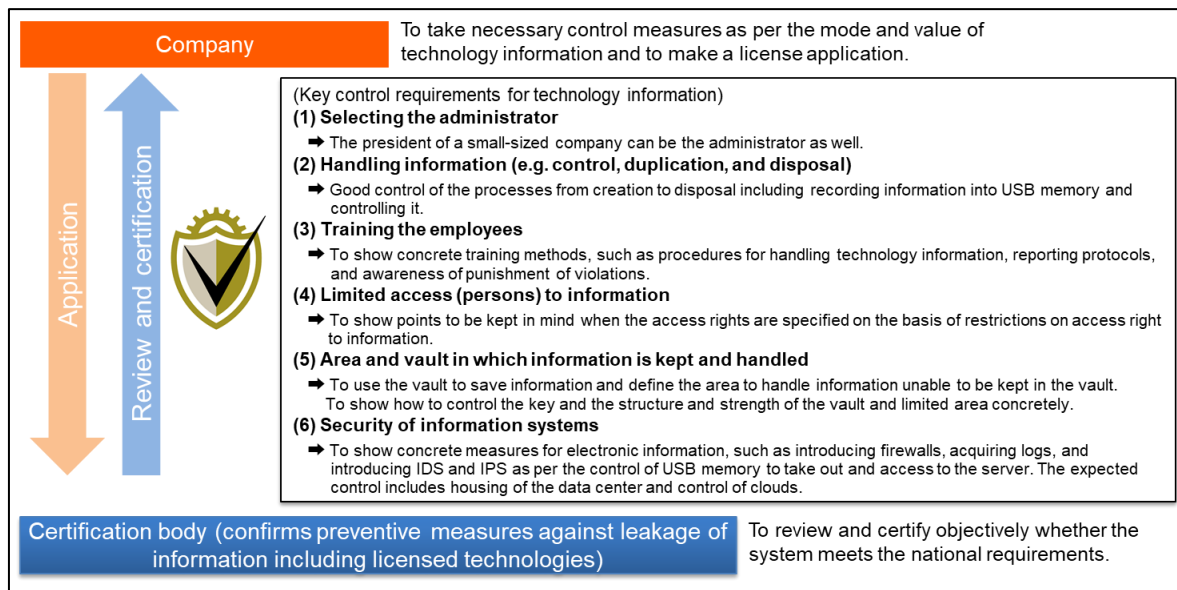 Company
To take necessary control measures as per the mode and value of
technology information and to make a license application.
Application
Review and certification
(Key control requirements for technology information)
(1) Selecting the administrator
➡ The president of a small-sized company can be the administrator as well.
(2) Handling information (e.g. control, duplication, and disposal)
➡ Good control of the processes from creation to disposal including recording information into USB memory and
controlling it.
(3) Training the employees
➡ To show concrete training methods, such as procedures for handling technology information, reporting protocols,
and awareness of punishment of violations.
(4) Limited access (persons) to information
➡ To show points to be kept in mind when the access rights are specified on the basis of restrictions on access right
to information.
(5) Area and vault in which information is kept and handled
➡ To use the vault to save information and define the area to handle information unable to be kept in the vault.
To show how to control the key and the structure and strength of the vault and limited area concretely.
(6) Security of information systems
➡ To show concrete measures for electronic information, such as introducing firewalls, acquiring logs, and
introducing IDS and IPS as per the control of USB memory to take out and access to the server. The expected
control includes housing of the data center and control of clouds.
Certification body (confirms preventive measures against leakage of
information including licensed technologies)
To review and certify objectively whether the
system meets the national requirements.